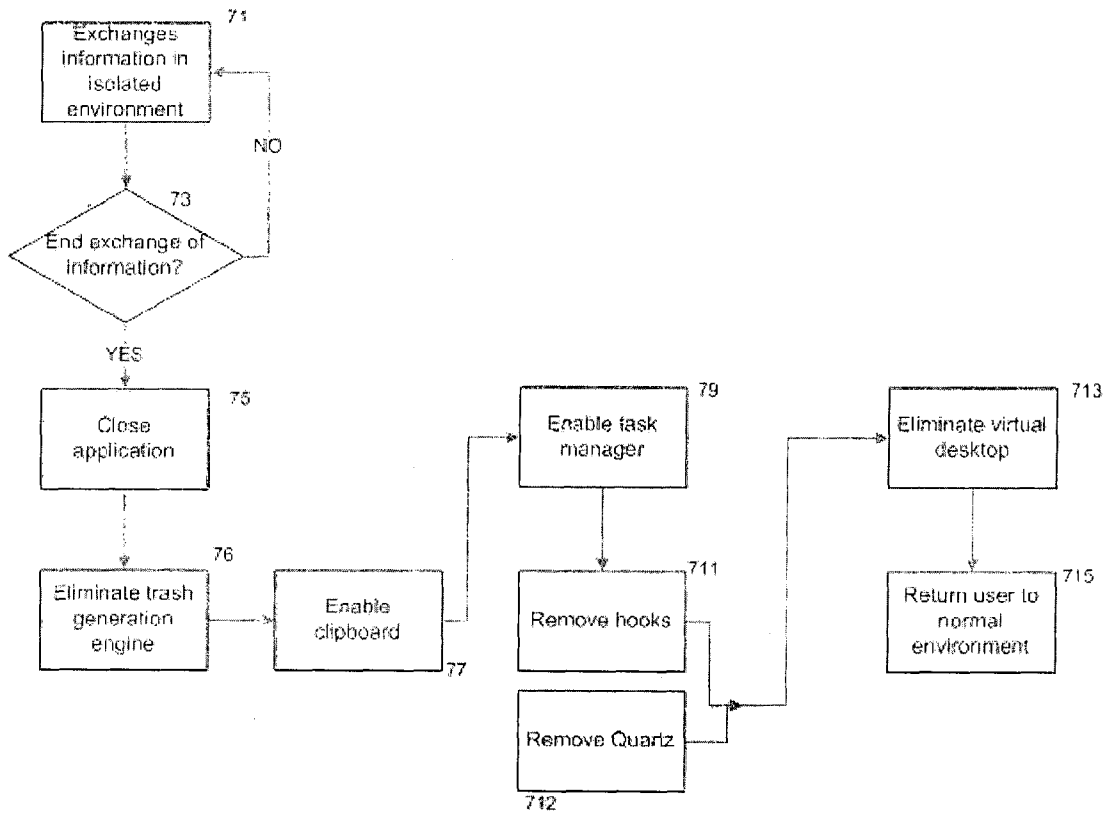 71
Exchanges
information in
isolated
environment
NO
73
End exchange of
information?
YES
75
Close
application
76
Eliminate trash
generation
engine
Enable
clipboard
77
79
Enable task
manager
711
Remove hooks
Remove Quartz
712
713
Eliminate virtual
desktop
715
Return user to
normal
environment